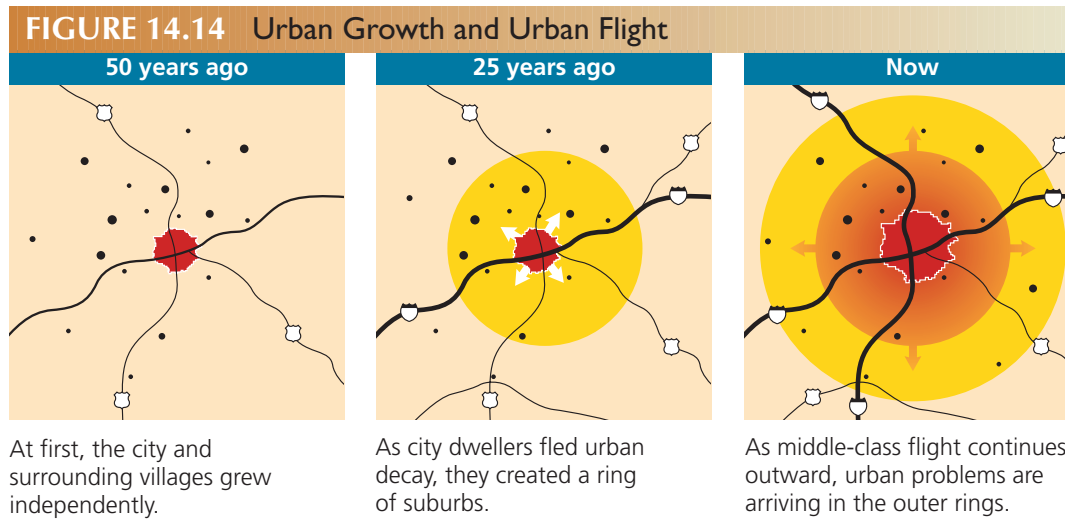 FIGURE 14.14 Urban Growth and Urban Flight
50 years ago
25 years ago
Now
At first, the city and
surrounding villages grew
independently.
As city dwellers fled urban
decay, they created a ring
of suburbs.
As middle-class flight continues
outward, urban problems are
arriving in the outer rings.